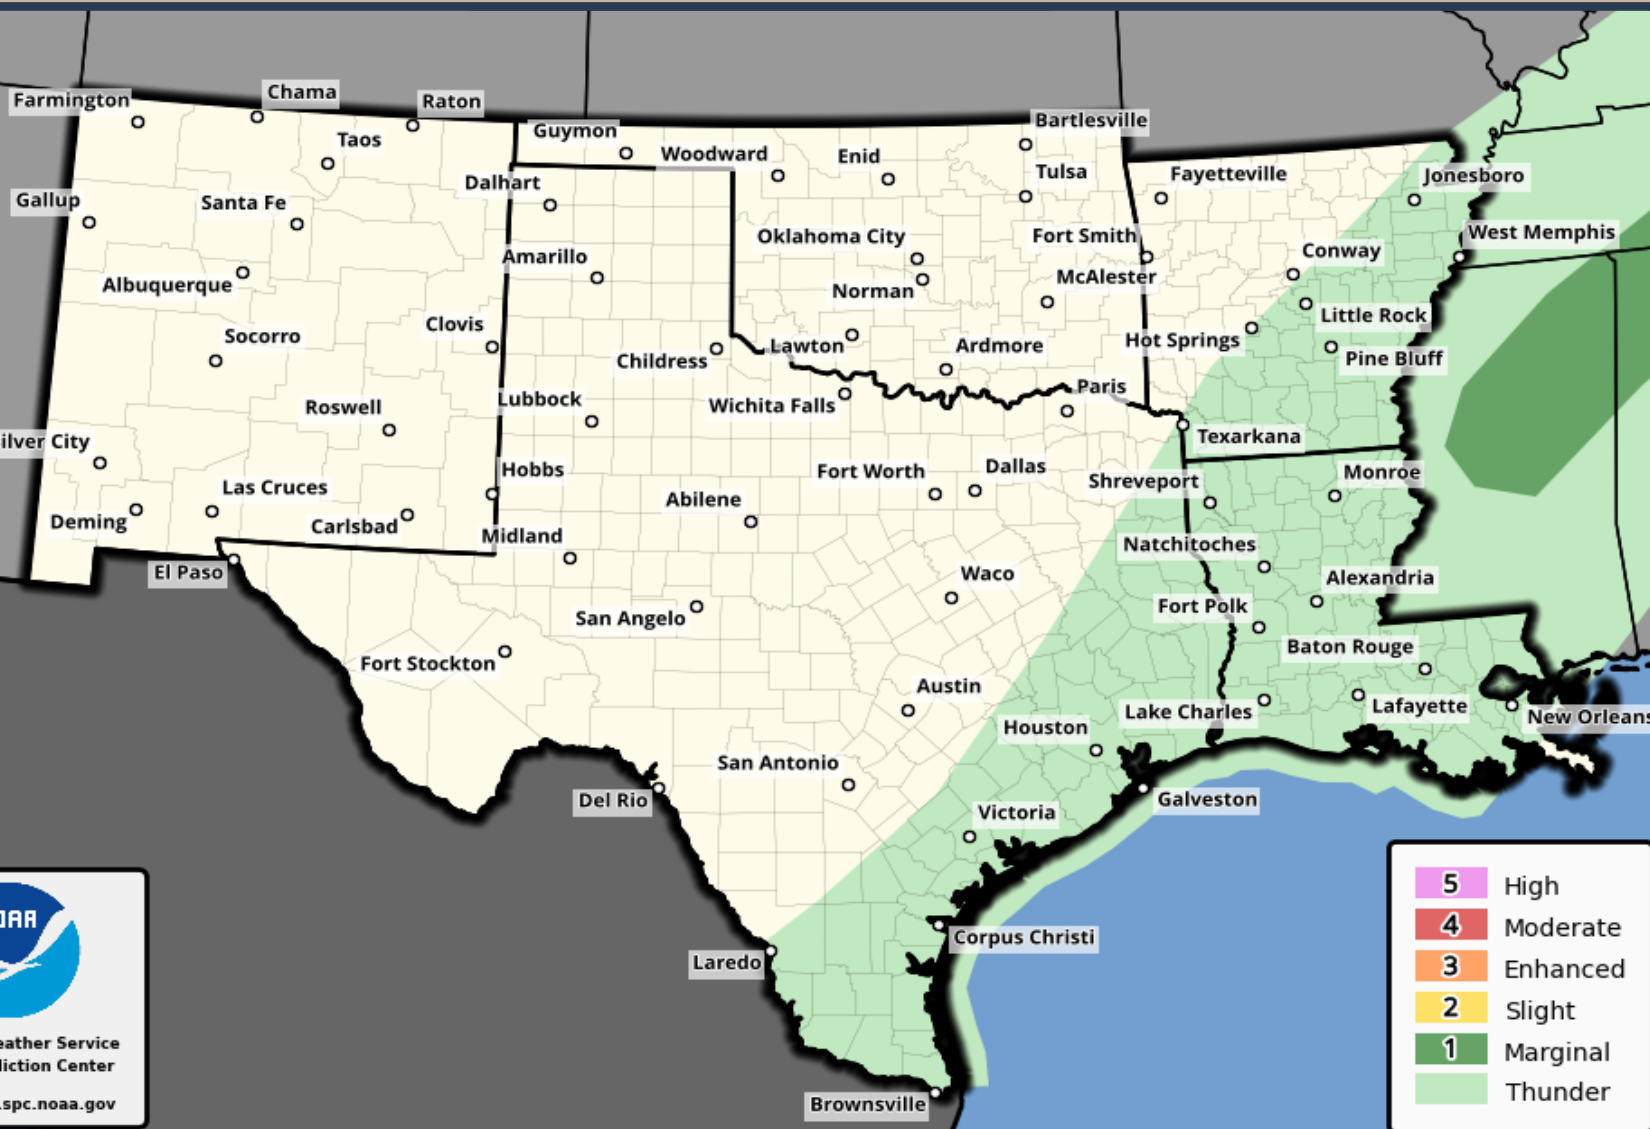 Farmington
Chama
Raton
Taos
Guymon
Woodward
Enid
Bartlesville
Tulsa
Fayetteville
Jonesboro
Gallup
Santa Fe
Dalhart
Oklahoma City
Fort Smith
West Memphis
Conway
Amarillo
Albuquerque
Norman
McAlester
Little Rock
Socorro
Clovis
Lawton
Ardmore
Hot Springs
Pine Bluff
Childress
Paris
Roswell
Lubbock
Wichita Falls
Texarkana
ilver City
Hobbs
Fort Worth
Dallas
Shreveport
Monroe
Las Cruces
Abilene
Deming
Carlsbad
Midland
Natchitoches
El Paso
Waco
Alexandria
San Angelo
Fort Polk
Fort Stockton
Baton Rouge
Austin
Lake Charles
Lafayette
New Orleans
Houston
San Antonio
Del Rio
Galveston
Victoria
Corpus Christi
Laredo
Brownsville
OAA
eather Service
diction Center
.spc.noaa.gov
5 High
4 Moderate
3 Enhanced
2 Slight
1 Marginal
Thunder